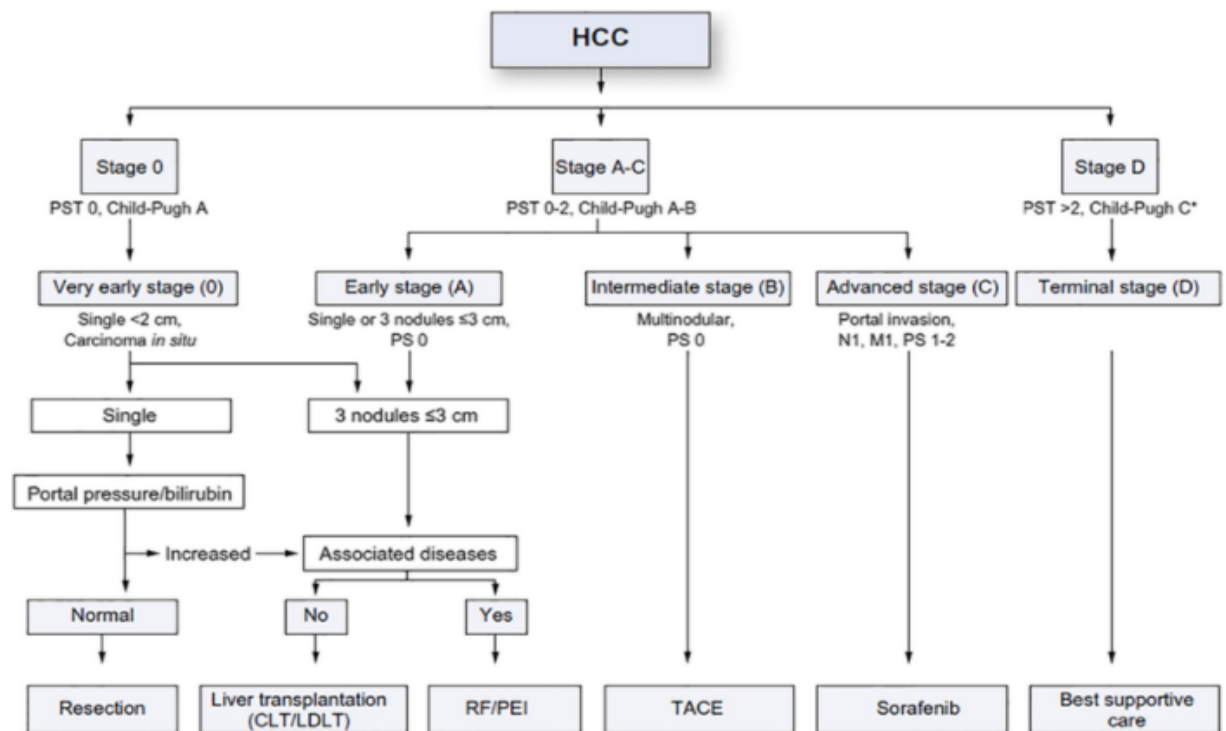 HCC
Stage 0
Stage A-C
Stage D
PST 0, Child-Pugh A
PST 0-2, Child-Pugh A-B
PST >2, Child-Pugh C*
Very early stage (0)
Early stage (A)
Intermediate stage (B)
Advanced stage (C)
Terminal stage (D)
Single <2 cm,
Carcinoma in situ
Single or 3 nodules ≤3 cm,
PS 0
Multinodular,
PS 0
Portal invasion,
N1, M1, PS 1-2
Single
3 nodules ≤3 cm
Portal pressure/bilirubin
Increased
Associated diseases
Normal
No
Yes
Resection
Liver transplantation
(CLT/LDLT)
RF/PEI
TACE
Sorafenib
Best supportive
care